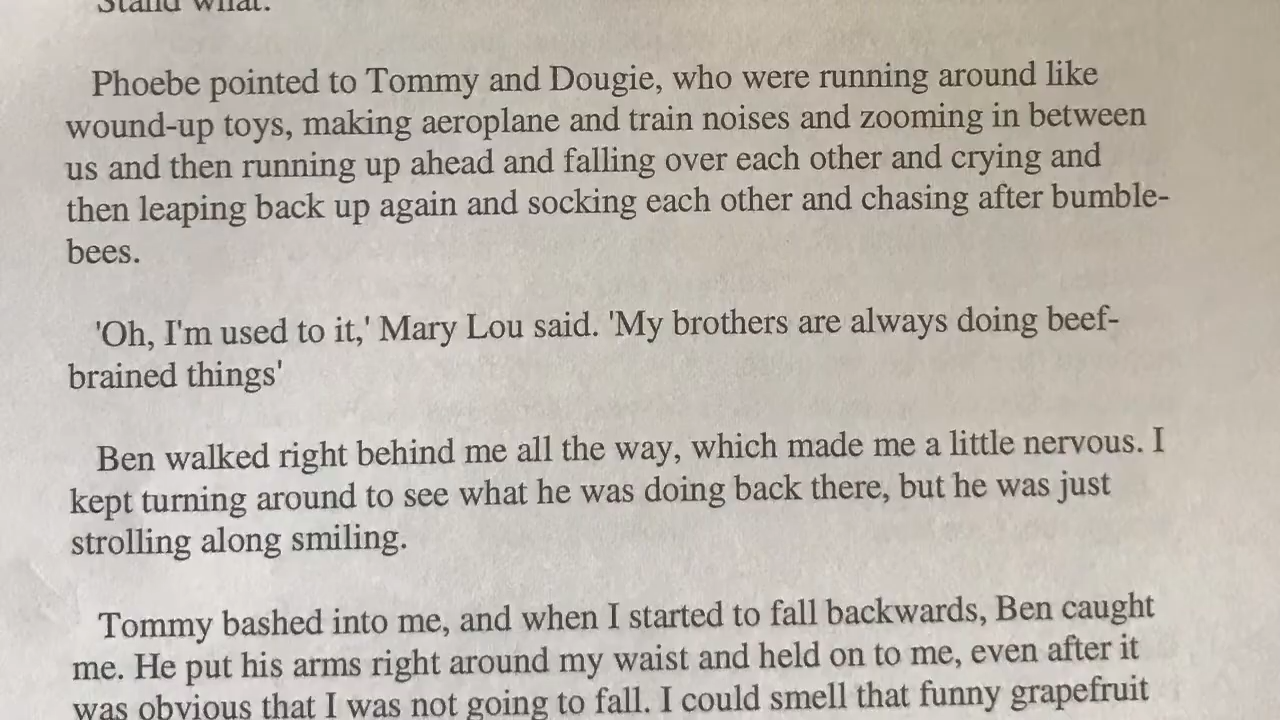 Stand what.
Phoebe pointed to Tommy and Dougie, who were running around like
wound-up toys, making aeroplane and train noises and zooming in between
us and then running up ahead and falling over each other and crying and
then leaping back up again and socking each other and chasing after bumble-
bees.
'Oh, I'm used to it,' Mary Lou said. 'My brothers are always doing beef-
brained things'
Ben walked right behind me all the way, which made me a little nervous. I
kept turning around to see what he was doing back there, but he was just
strolling along smiling.
Tommy bashed into me, and when I started to fall backwards, Ben caught
me. He put his arms right around my waist and held on to me, even after it
was obvious that I was not going to fall. I could smell that funny grapefruit